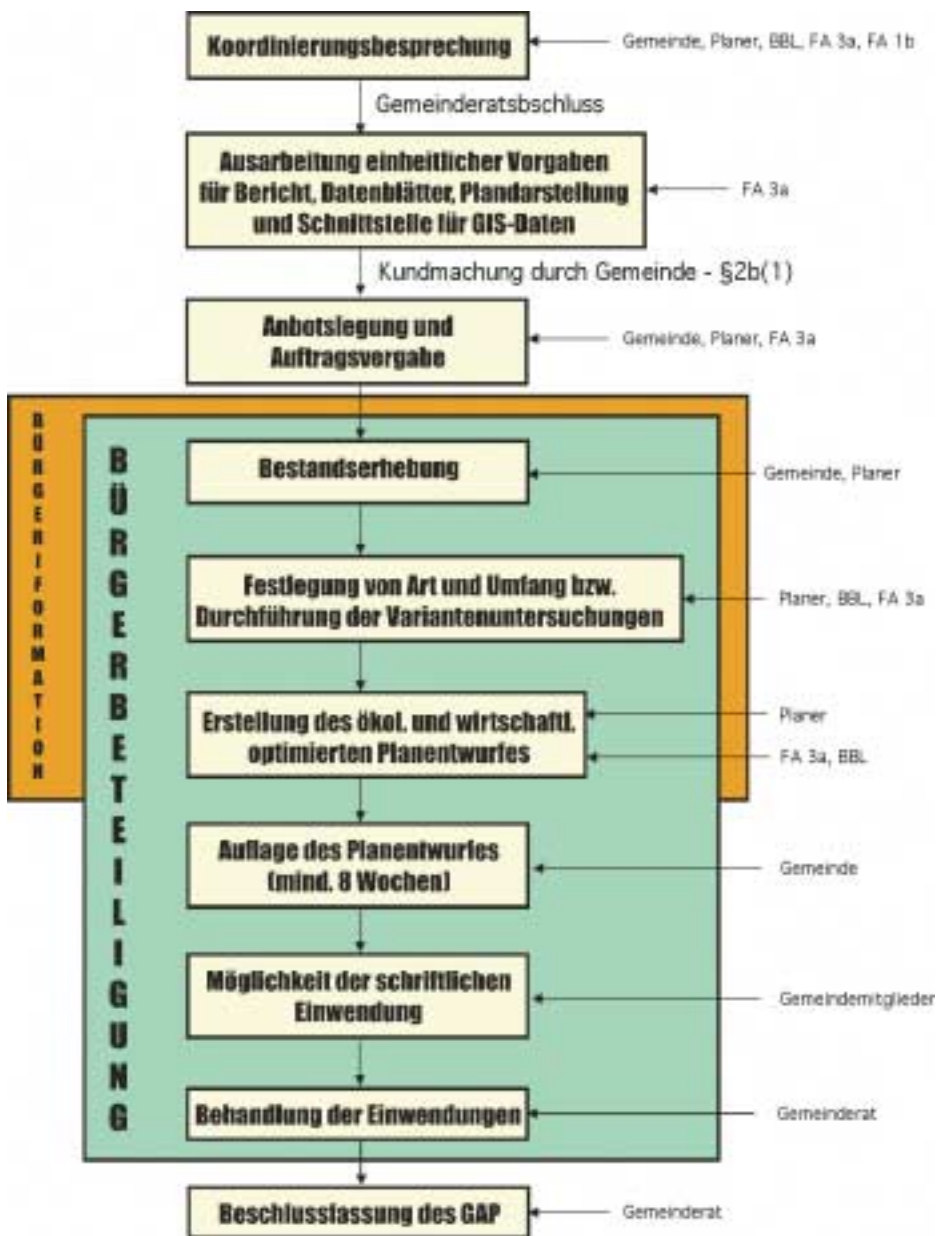 Koordinierungsbesprechung
Gemeinde, Planer, BBL, FA 3a, FA 1b
Gemeinderatsbschluss
Ausarbeitung einheitlicher Vorgaben
für Bericht, Datenblätter, Plandarstellung
und Schnittstelle für GIS-Daten
FA 3a
Kundmachung durch Gemeinde - §2b(1)
Anbotslegung und
Auftragsvorgabe
Gemeinde, Planer, FA 3a
BÜRGERIFORMATION
BÜRGERBETEILIGUNG
Bestandserhebung
Gemeinde, Planer
Festlegung von Art und Umfang bzw.
Durchführung der Variantenuntersuchungen
Planer, BBL, FA 3a
Erstellung des ökol. und wirtschaftl.
optimierten Planentwurfes
Planer
FA 3a, BBL
Auflage des Planentwurfes
(mind. 8 Wochen)
Gemeinde
Möglichkeit der schriftlichen
Einwendung
Gemeindemitglieder
Behandlung der Einwendungen
Gemeinderat
Beschlussfassung des GAP
Gemeinderat